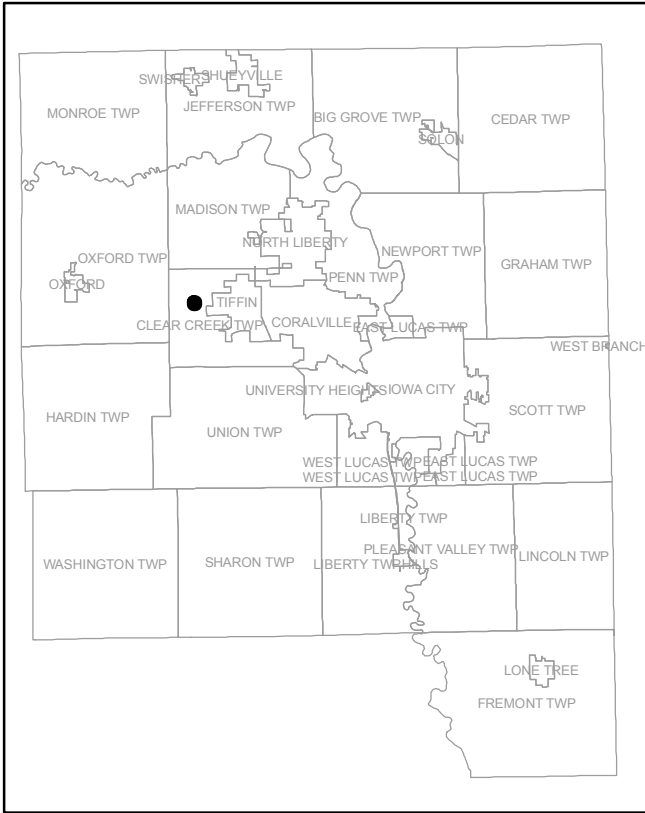 SWISHER
SHUEYVILLE
MONROE TWP
JEFFERSON TWP
BIG GROVE TWP
CEDAR TWP
SOLON
MADISON TWP
NORTH LIBERTY
NEWPORT TWP
OXFORD TWP
GRAHAM TWP
PENN TWP
OXFORD
TIFFIN
CLEAR CREEK TWP
CORALVILLE
EAST LUCAS TWP
WEST BRANCH
UNIVERSITY HEIGHTS
IOWA CITY
HARDIN TWP
SCOTT TWP
UNION TWP
WEST LUCAS TWP
EAST LUCAS TWP
WEST LUCAS TWP
EAST LUCAS TWP
LIBERTY TWP
PLEASANT VALLEY TWP
LINCOLN TWP
WASHINGTON TWP
SHARON TWP
LIBERTY TWP
HILLS
LONE TREE
FREMONT TWP